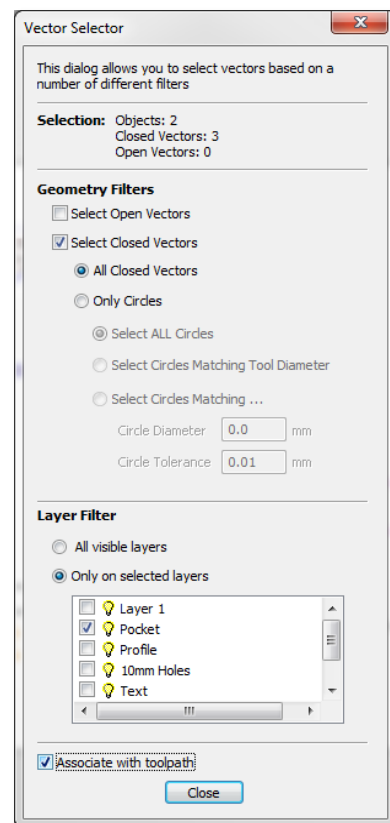 Vector Selector
This dialog allows you to select vectors based on a
number of different filters
Selection: Objects: 2
Closed Vectors: 3
Open Vectors: 0
Geometry Filters
Select Open Vectors
Select Closed Vectors
All Closed Vectors
Only Circles
Select ALL Circles
Select Circles Matching Tool Diameter
Select Circles Matching ...
Circle Diameter 0.0 mm
Circle Tolerance 0.01 mm
Layer Filter
All visible layers
Only on selected layers
Layer 1
Pocket
Profile
10mm Holes
Text
Associate with toolpath
Close